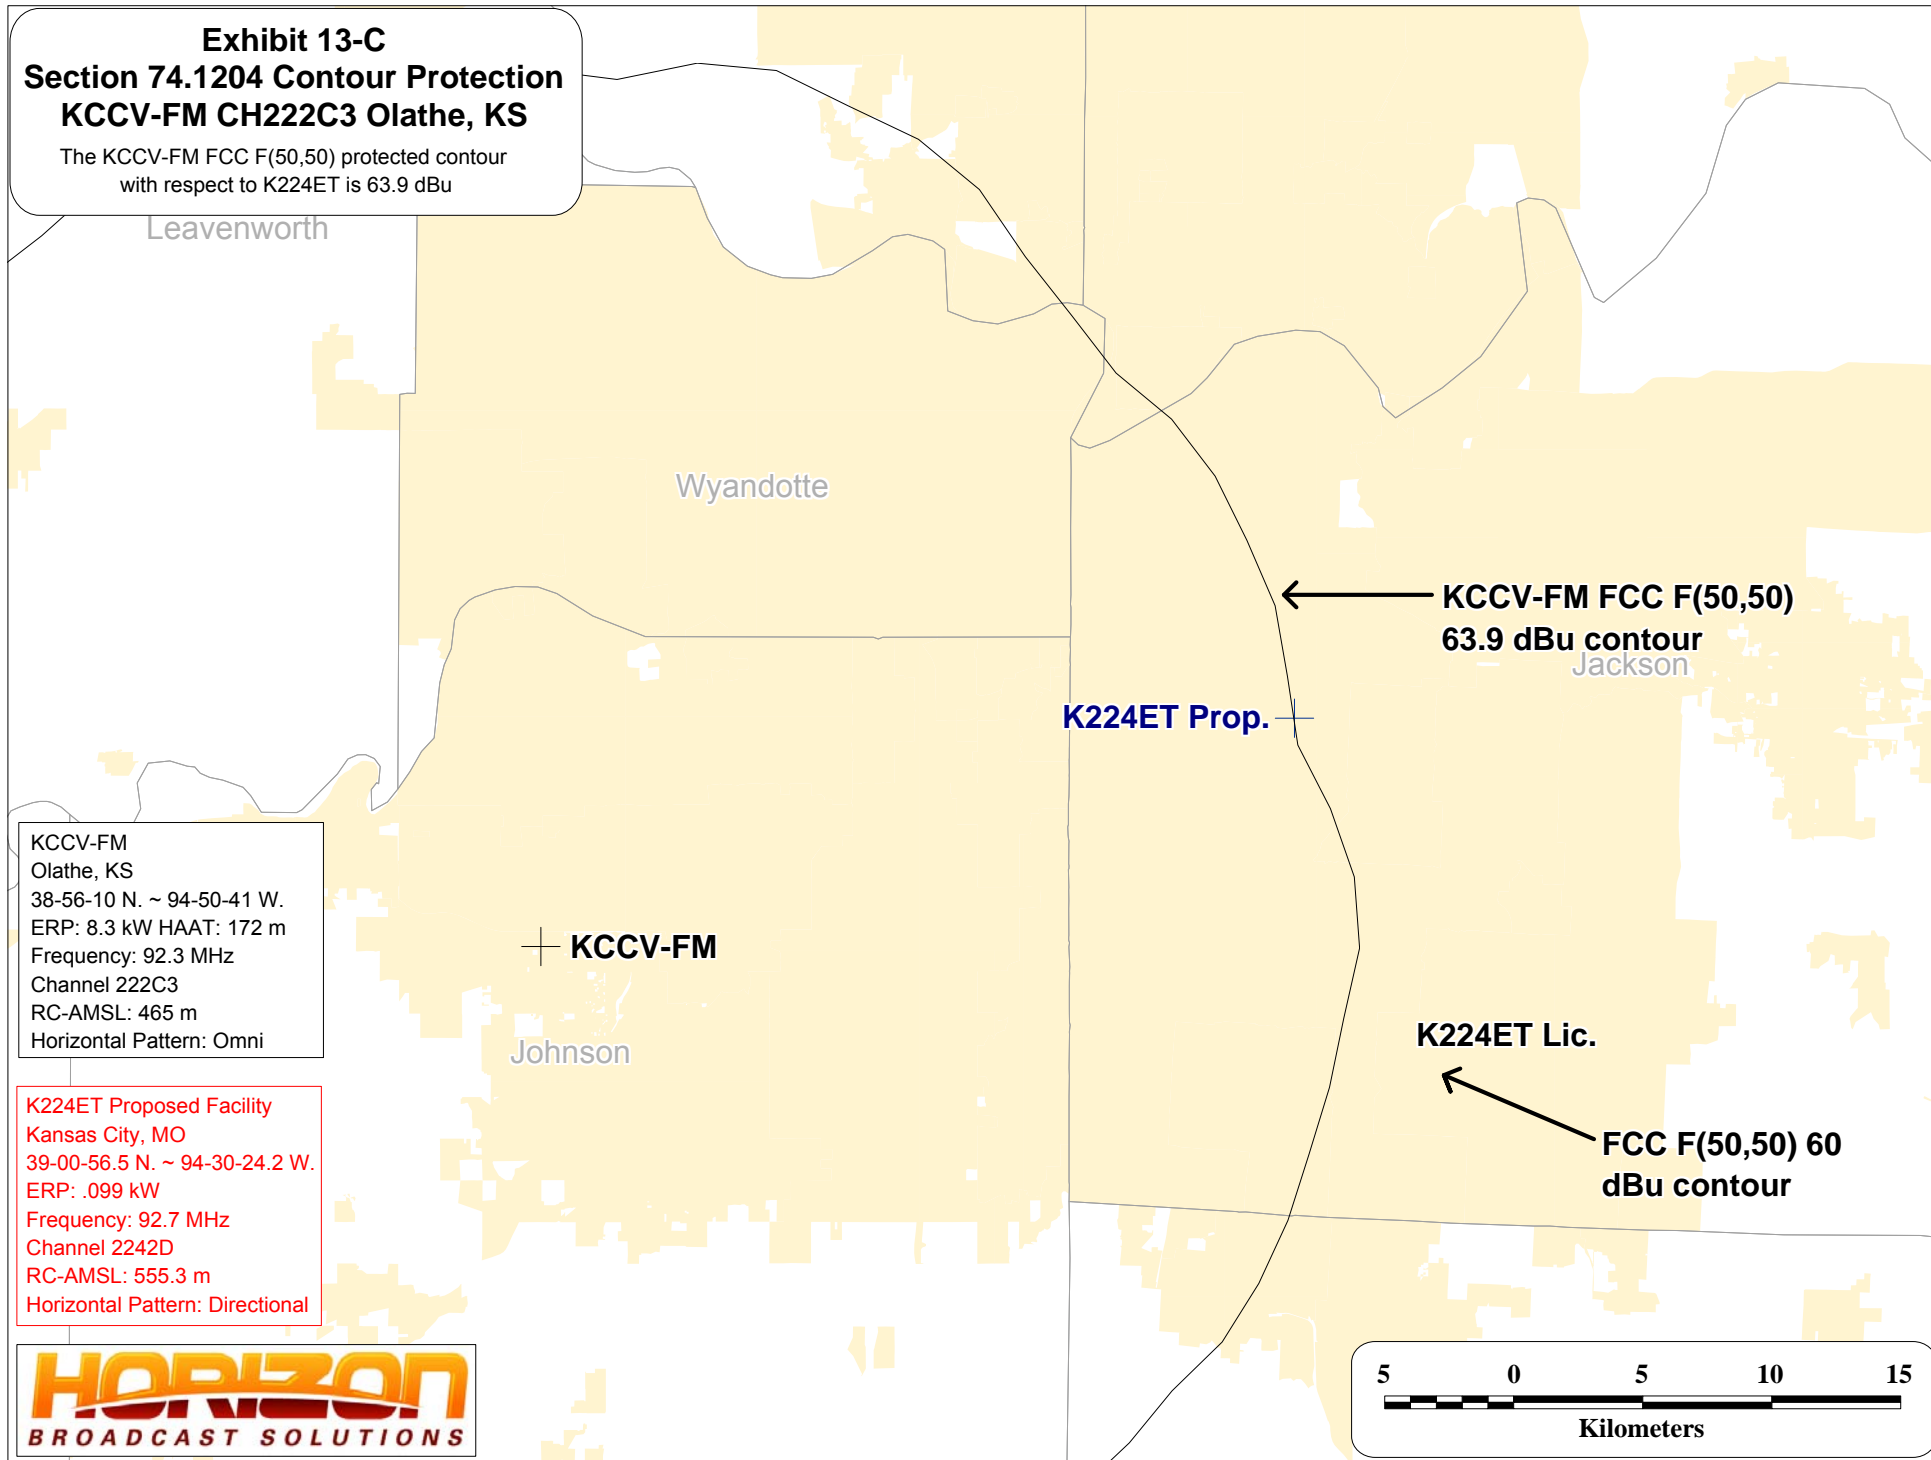 Exhibit 13-C
Section 74.1204 Contour Protection
KCCV-FM CH222C3 Olathe, KS
The KCCV-FM FCC F(50,50) protected contour
with respect to K224ET is 63.9 dBu
Leavenworth
Wyandotte
KCCV-FM FCC F(50,50)
63.9 dBu contour
Jackson
K224ET Prop.
KCCV-FM
Olathe, KS
38-56-10 N. ~ 94-50-41 W.
ERP: 8.3 kW HAAT: 172 m
Frequency: 92.3 MHz
Channel 222C3
RC-AMSL: 465 m
Horizontal Pattern: Omni
KCCV-FM
Johnson
K224ET Lic.
FCC F(50,50) 60
dBu contour
K224ET Proposed Facility
Kansas City, MO
39-00-56.5 N. ~ 94-30-24.2 W.
ERP: .099 kW
Frequency: 92.7 MHz
Channel 2242D
RC-AMSL: 555.3 m
Horizontal Pattern: Directional
HORIZON
BROADCAST SOLUTIONS
5 0 5 10 15
Kilometers